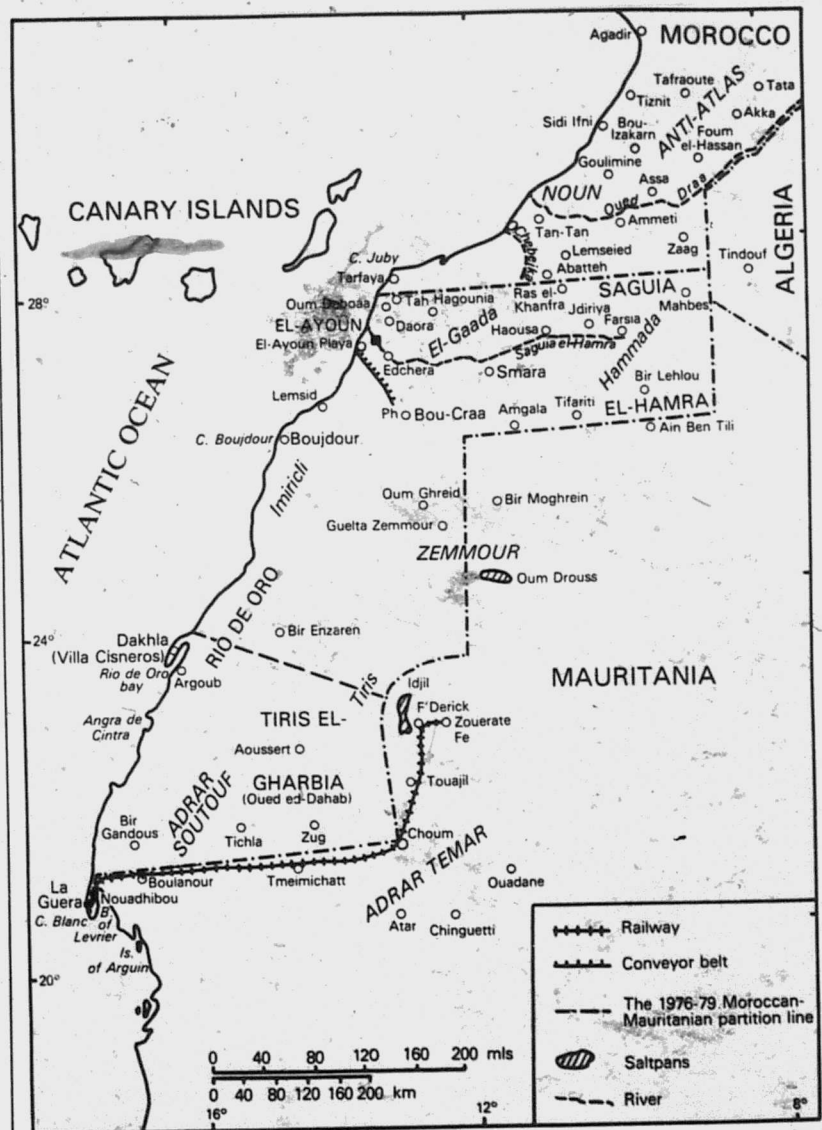 Agadir
MOROCCO
Tafraoute
Tata
Tiznit
ANTI-ATLAS
Akka
Sidi Ifni
Bou-
Izakarn
Foum
el-Hassan
Goulimine
Assa
Draa
NOUN
Oued
CANARY ISLANDS
Tan-Tan
Ammeti
Chebeika
Lemseied
Zaag
ALGERIA
C. Juby
Abatteh
Tindouf
Tarfaya
28°
Oum Deboaa
Tah
Hagounia
Ras el-
Khanfra
SAGUIA
Mahbes
EL-AYOUN
Daora
El-Gaada
Jdiriya
Farsia
Haousa
El-Ayoun Playa
Saguia el-Hamra
Hammada
Edchera
Smara
Bir Lehlou
Lemsid
Ph
Bou-Craa
Amgala
Tifariti
EL-HAMRA
C. Boujdour
Boujdour
Ain Ben Tili
ATLANTIC OCEAN
Imiricli
Oum Ghreid
Bir Moghrein
Guelta Zemmour
ZEMMOUR
Oum Drouss
RIO DE ORO
24°
Dakhla
(Villa Cisneros)
Bir Enzaren
Rio de Oro
bay
Argoub
Tiris
Idjil
MAURITANIA
Angra de
Cintra
TIRIS EL-
F'Derick
Zouerate
Fe
Aoussert
GHARBIA
(Oued ed-Dahab)
Touajil
ADRAR
SOUTOUF
Bir
Gandous
Tichla
Zug
Choum
ADRAR TEMAR
La
Guera
Boulanour
Tmeimichatt
Ouadane
Nouadhibou
C. Blanc
B.
of
Levrier
Atar
Chinguetti
Is.
of Arguin
20°
Railway
Conveyor belt
The 1976-79 Moroccan-
Mauritanian partition line
Saltpans
River
0 40 80 120 160 200 mls
0 40 80 120 160 200 km
16°
12°
8°